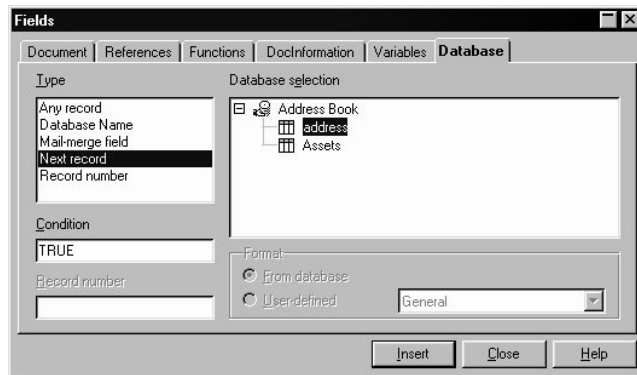 Fields
Document References Functions DocInformation Variables Database
Type
Any record
Database Name
Mail-merge field
Next record
Record number
Condition
TRUE
Record number
Database selection
Address Book
address
Assets
Format
From database
User-defined General
Insert Close Help